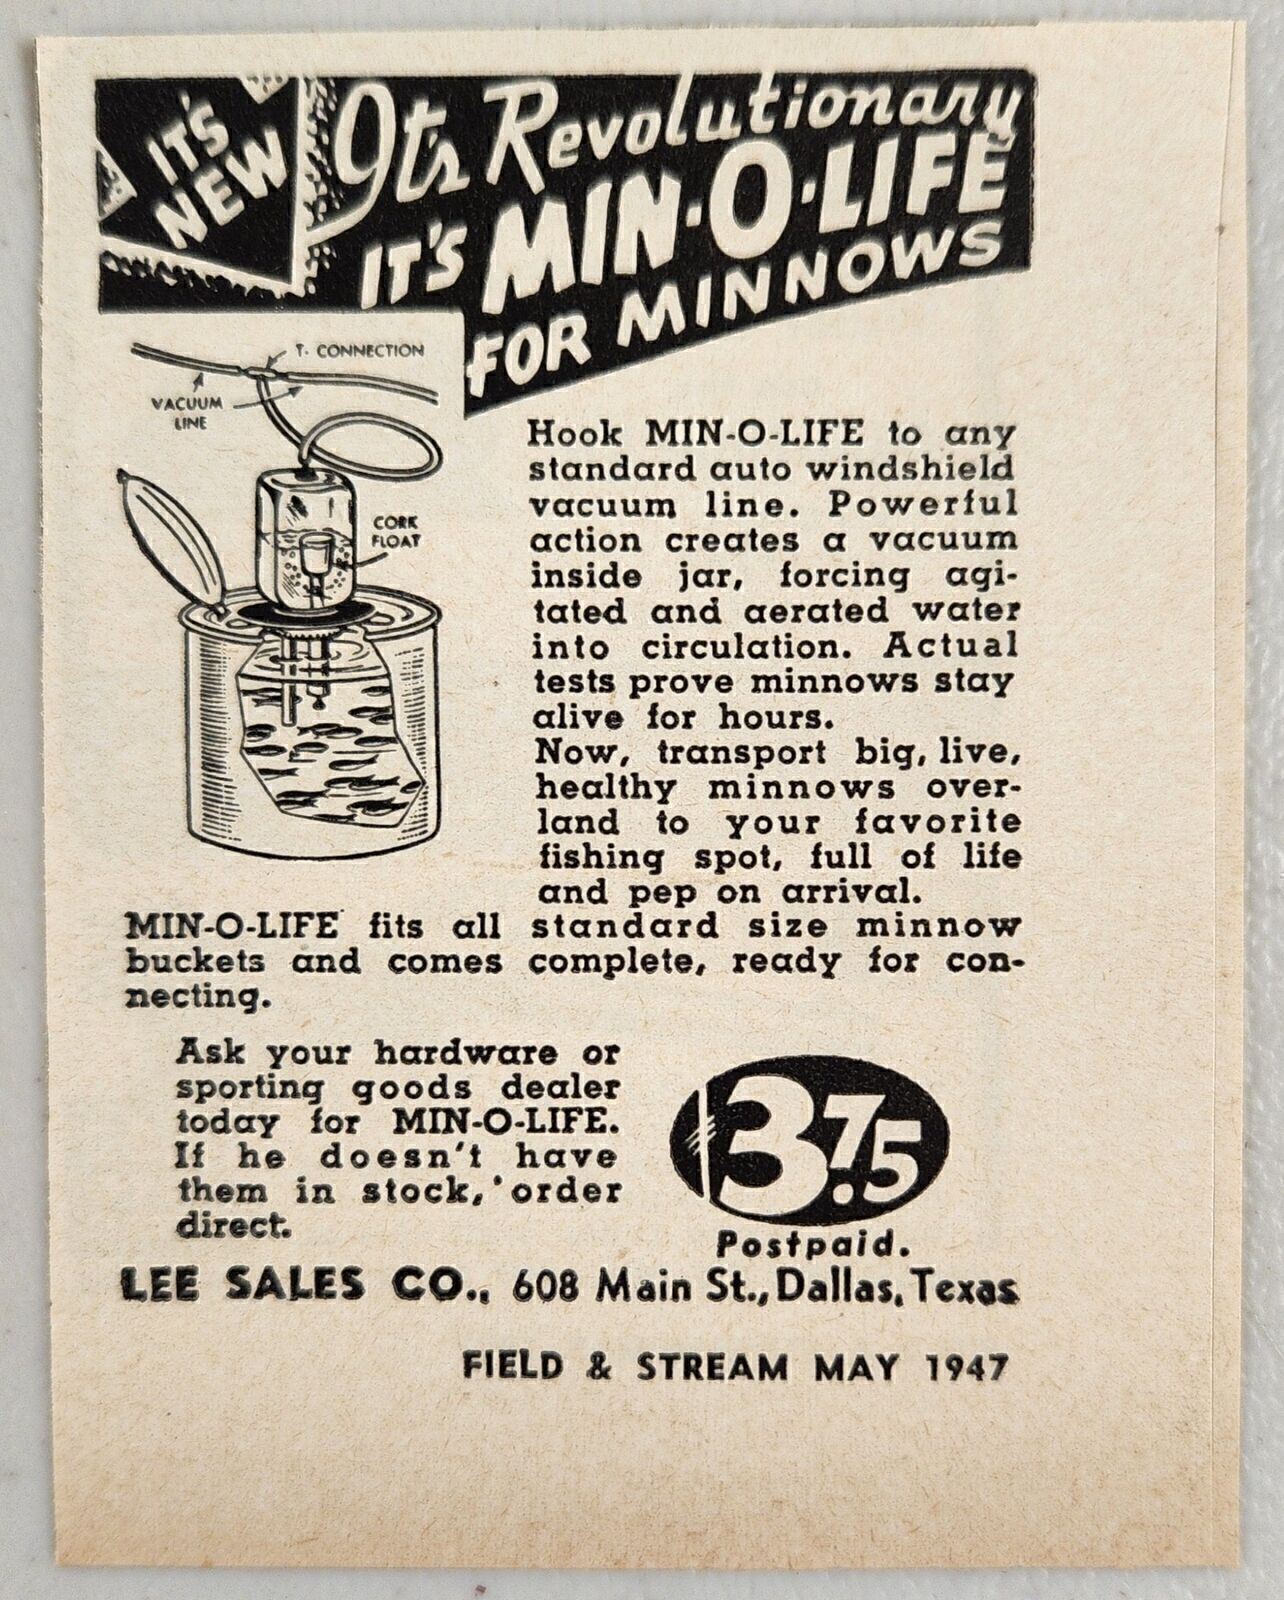 IT'S
NEW
It's Revolutionary
IT'S MIN·O·LIFE
FOR MINNOWS
T. CONNECTION
VACUUM
LINE
CORK
FLOAT
Hook MIN-O-LIFE to any
standard auto windshield
vacuum line. Powerful
action creates a vacuum
inside jar, forcing agi-
tated and aerated water
into circulation. Actual
tests prove minnows stay
alive for hours.
Now, transport big, live,
healthy minnows over-
land to your favorite
fishing spot, full of life
and pep on arrival.
MIN-O-LIFE fits all standard size minnow
buckets and comes complete, ready for con-
necting.
Ask your hardware or
sporting goods dealer
today for MIN-O-LIFE.
If he doesn't have
them in stock, order
direct.
3.75
Postpaid.
LEE SALES CO., 608 Main St., Dallas, Texas
FIELD & STREAM MAY 1947